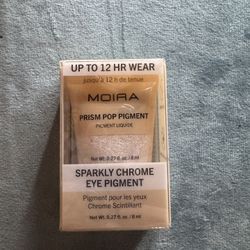 UP TO 12 HR WEAR
jusqu'à 12 h de tenue
MOIRA
PRISM POP PIGMENT
PIGMENT LIQUIDE
Net Wt. 0.27 fl. oz. / 8 ml
SPARKLY CHROME
EYE PIGMENT
Pigment pour les yeux
Chrome Scintillant
Net Wt. 0.27 fl. oz. / 8 ml